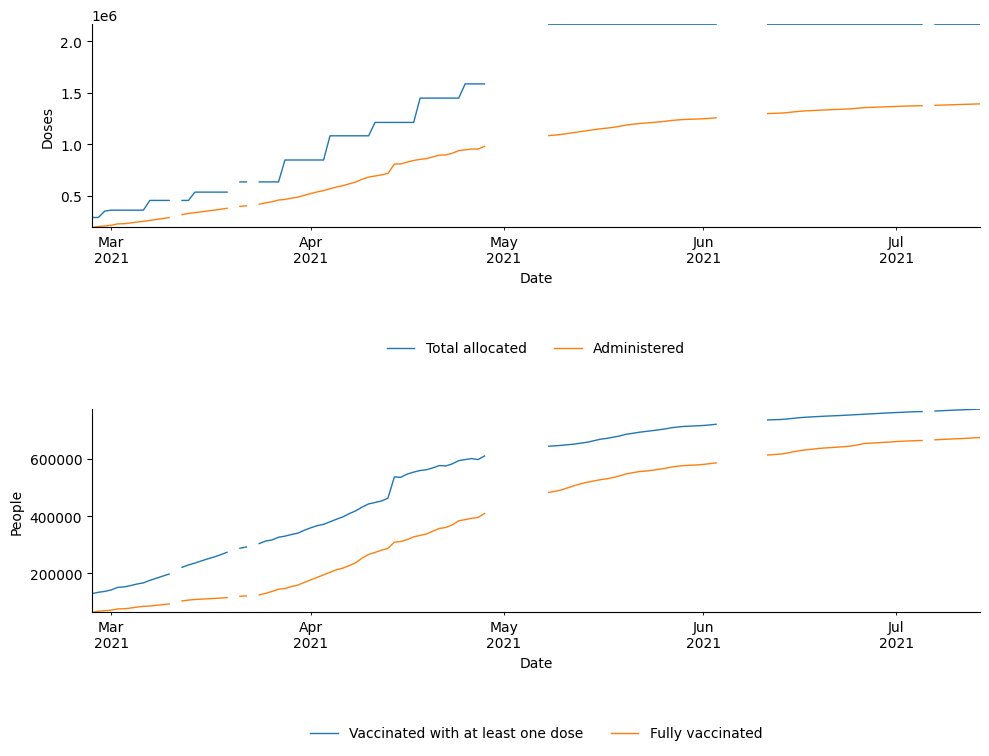 1e6
2.0
1.5
1.0
0.5
Doses
Mar Apr May Jun Jul
2021 2021 2021 2021 2021
Date
Total allocated Administered
600000
400000
200000
People
Mar Apr May Jun Jul
2021 2021 2021 2021 2021
Date
Vaccinated with at least one dose Fully vaccinated